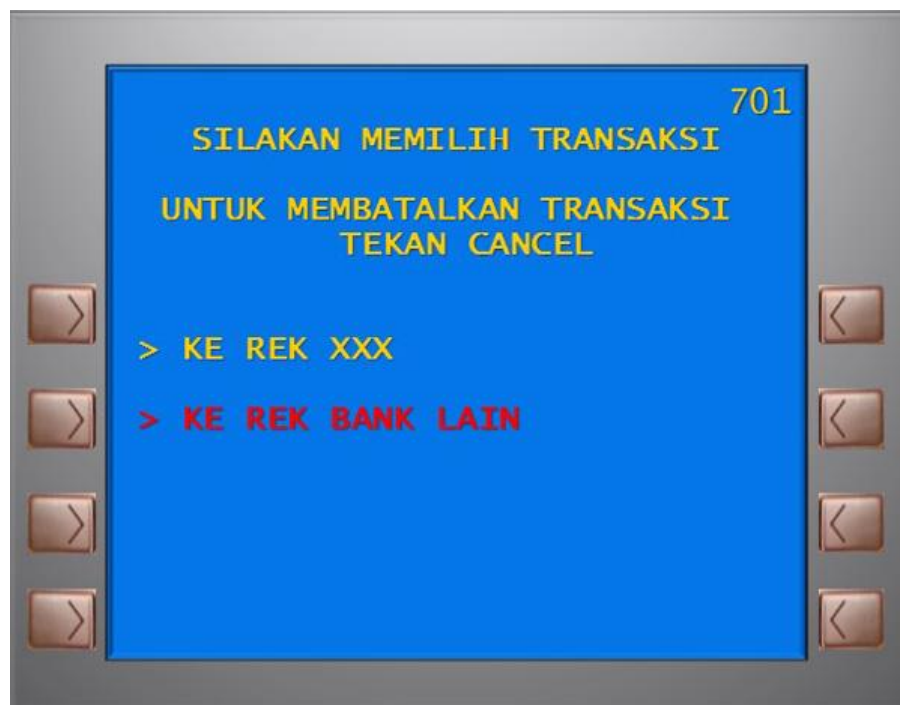 701
SILAKAN MEMILIH TRANSAKSI
UNTUK MEMBATALKAN TRANSAKSI
TEKAN CANCEL
> KE REK XXX
> KE REK BANK LAIN